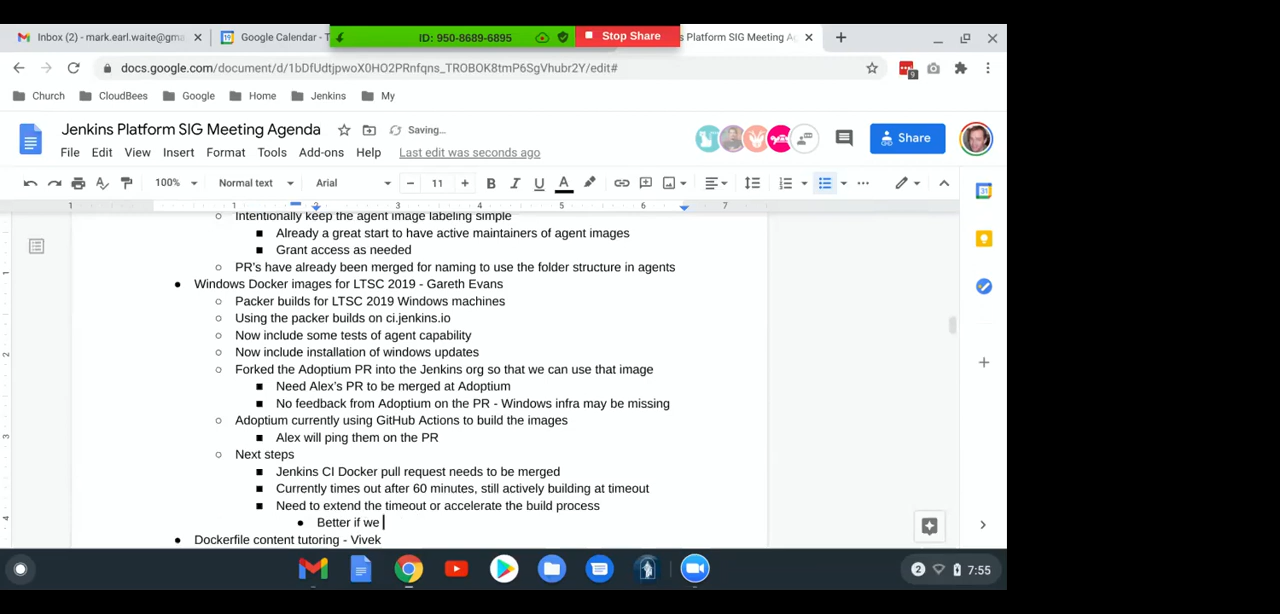 Inbox (2) - mark.earl.waite@gma
Google Calendar - T
ID: 950-8689-6895
Stop Share
s Platform SIG Meeting Ag
docs.google.com/document/d/1bDfUdtjpwoX0HO2PRnfqns_TROBOK8tmP6SgVhubr2Y/edit#
9
Church
CloudBees
Google
Home
Jenkins
My
Jenkins Platform SIG Meeting Agenda
Saving...
Share
File Edit View Insert Format Tools Add-ons Help Last edit was seconds ago
100% Normal text Arial 11 B I U A
1 1 2 3 4 5 6 7
Intentionally keep the agent image labeling simple
Already a great start to have active maintainers of agent images
Grant access as needed
PR's have already been merged for naming to use the folder structure in agents
Windows Docker images for LTSC 2019 - Gareth Evans
Packer builds for LTSC 2019 Windows machines
Using the packer builds on ci.jenkins.io
Now include some tests of agent capability
Now include installation of windows updates
Forked the Adoptium PR into the Jenkins org so that we can use that image
Need Alex's PR to be merged at Adoptium
No feedback from Adoptium on the PR - Windows infra may be missing
Adoptium currently using GitHub Actions to build the images
Alex will ping them on the PR
Next steps
Jenkins CI Docker pull request needs to be merged
Currently times out after 60 minutes, still actively building at timeout
Need to extend the timeout or accelerate the build process
Better if we
Dockerfile content tutoring - Vivek
2 7:55